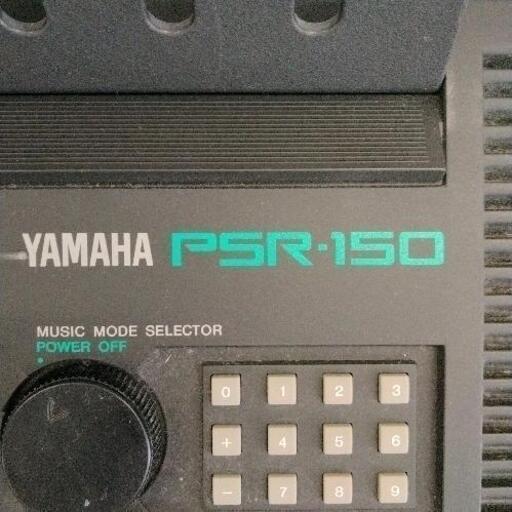 YAMAHA PSR-150
MUSIC MODE SELECTOR
POWER OFF
0 1 2 3
+ 4 5 6
- 7 8 9